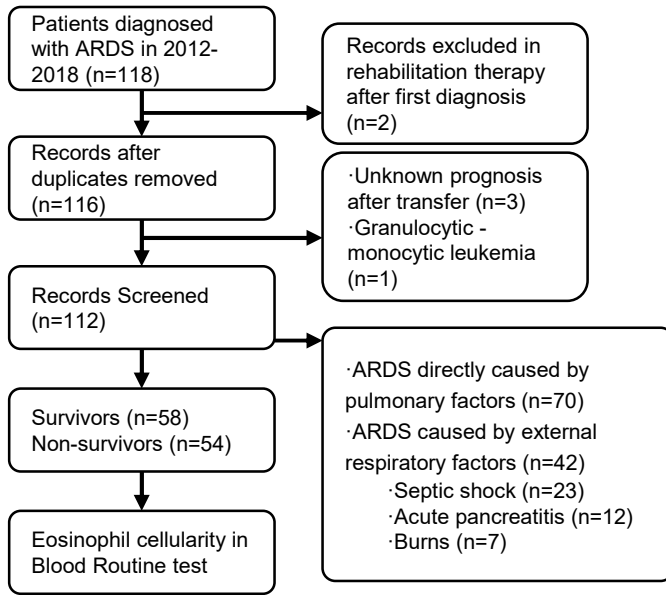 Patients diagnosed
with ARDS in 2012-
2018 (n=118)
Records excluded in
rehabilitation therapy
after first diagnosis
(n=2)
Records after
duplicates removed
(n=116)
·Unknown prognosis
after transfer (n=3)
·Granulocytic -
monocytic leukemia
(n=1)
Records Screened
(n=112)
·ARDS directly caused by
pulmonary factors (n=70)
·ARDS caused by external
respiratory factors (n=42)
·Septic shock (n=23)
·Acute pancreatitis (n=12)
·Burns (n=7)
Survivors (n=58)
Non-survivors (n=54)
Eosinophil cellularity in
Blood Routine test